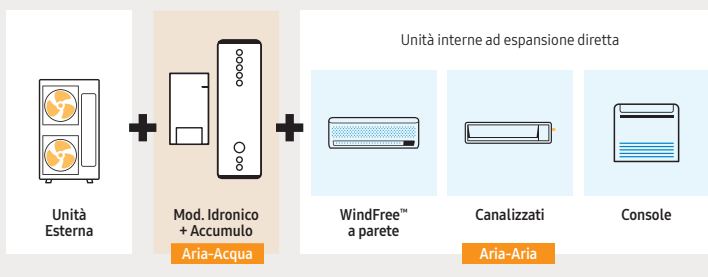 Unità interne ad espansione diretta
Unità
Esterna
Mod. Idronico
+ Accumulo
Aria-Acqua
WindFree™
a parete
Canalizzati
Console
Aria-Aria